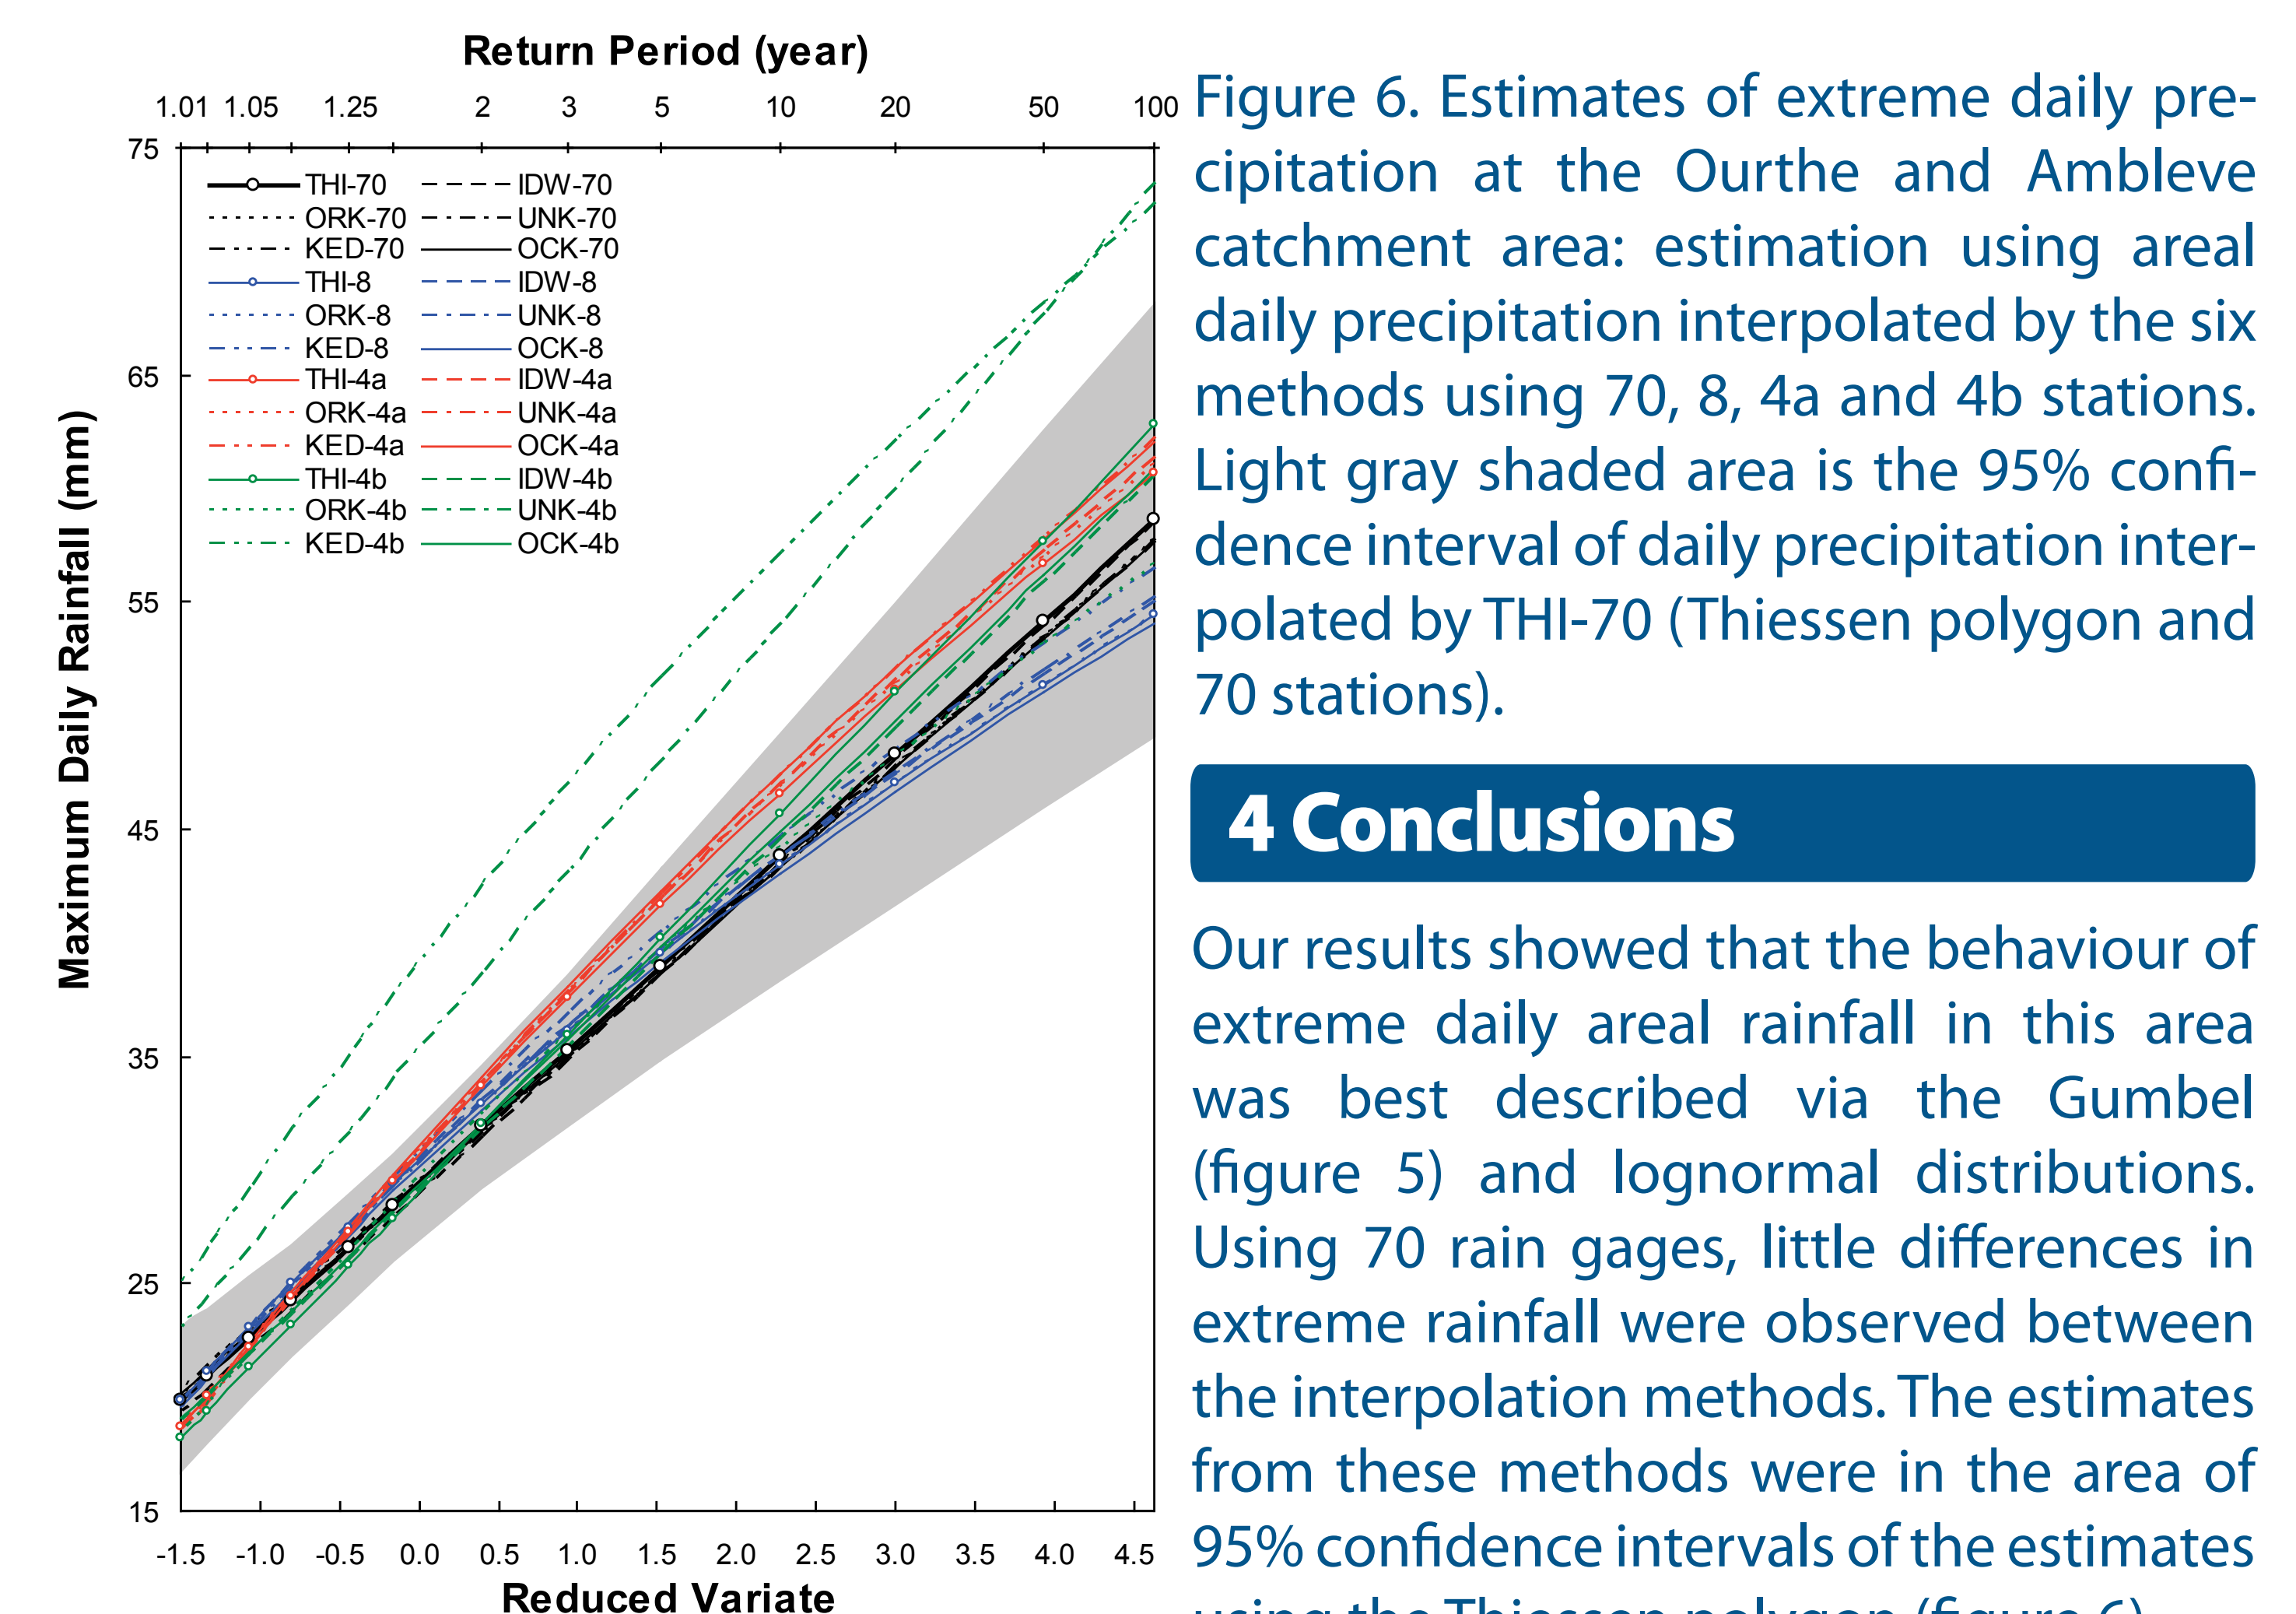 Return Period (year)
1.01 1.05 1.25 2 3 5 10 20 50 100
75
65
55
45
35
25
15
Maximum Daily Rainfall (mm)
THI-70 IDW-70
ORK-70 UNK-70
KED-70 OCK-70
THI-8 IDW-8
ORK-8 UNK-8
KED-8 OCK-8
THI-4a IDW-4a
ORK-4a UNK-4a
KED-4a OCK-4a
THI-4b IDW-4b
ORK-4b UNK-4b
KED-4b OCK-4b
-1.5 -1.0 -0.5 0.0 0.5 1.0 1.5 2.0 2.5 3.0 3.5 4.0 4.5
Reduced Variate
Figure 6. Estimates of extreme daily pre-
cipitation at the Ourthe and Ambleve
catchment area: estimation using areal
daily precipitation interpolated by the six
methods using 70, 8, 4a and 4b stations.
Light gray shaded area is the 95% confi-
dence interval of daily precipitation inter-
polated by THI-70 (Thiessen polygon and
70 stations).
4 Conclusions
Our results showed that the behaviour of
extreme daily areal rainfall in this area
was best described via the Gumbel
(figure 5) and lognormal distributions.
Using 70 rain gages, little differences in
extreme rainfall were observed between
the interpolation methods. The estimates
from these methods were in the area of
95% confidence intervals of the estimates
using the Thiessen polygon (figure 6)